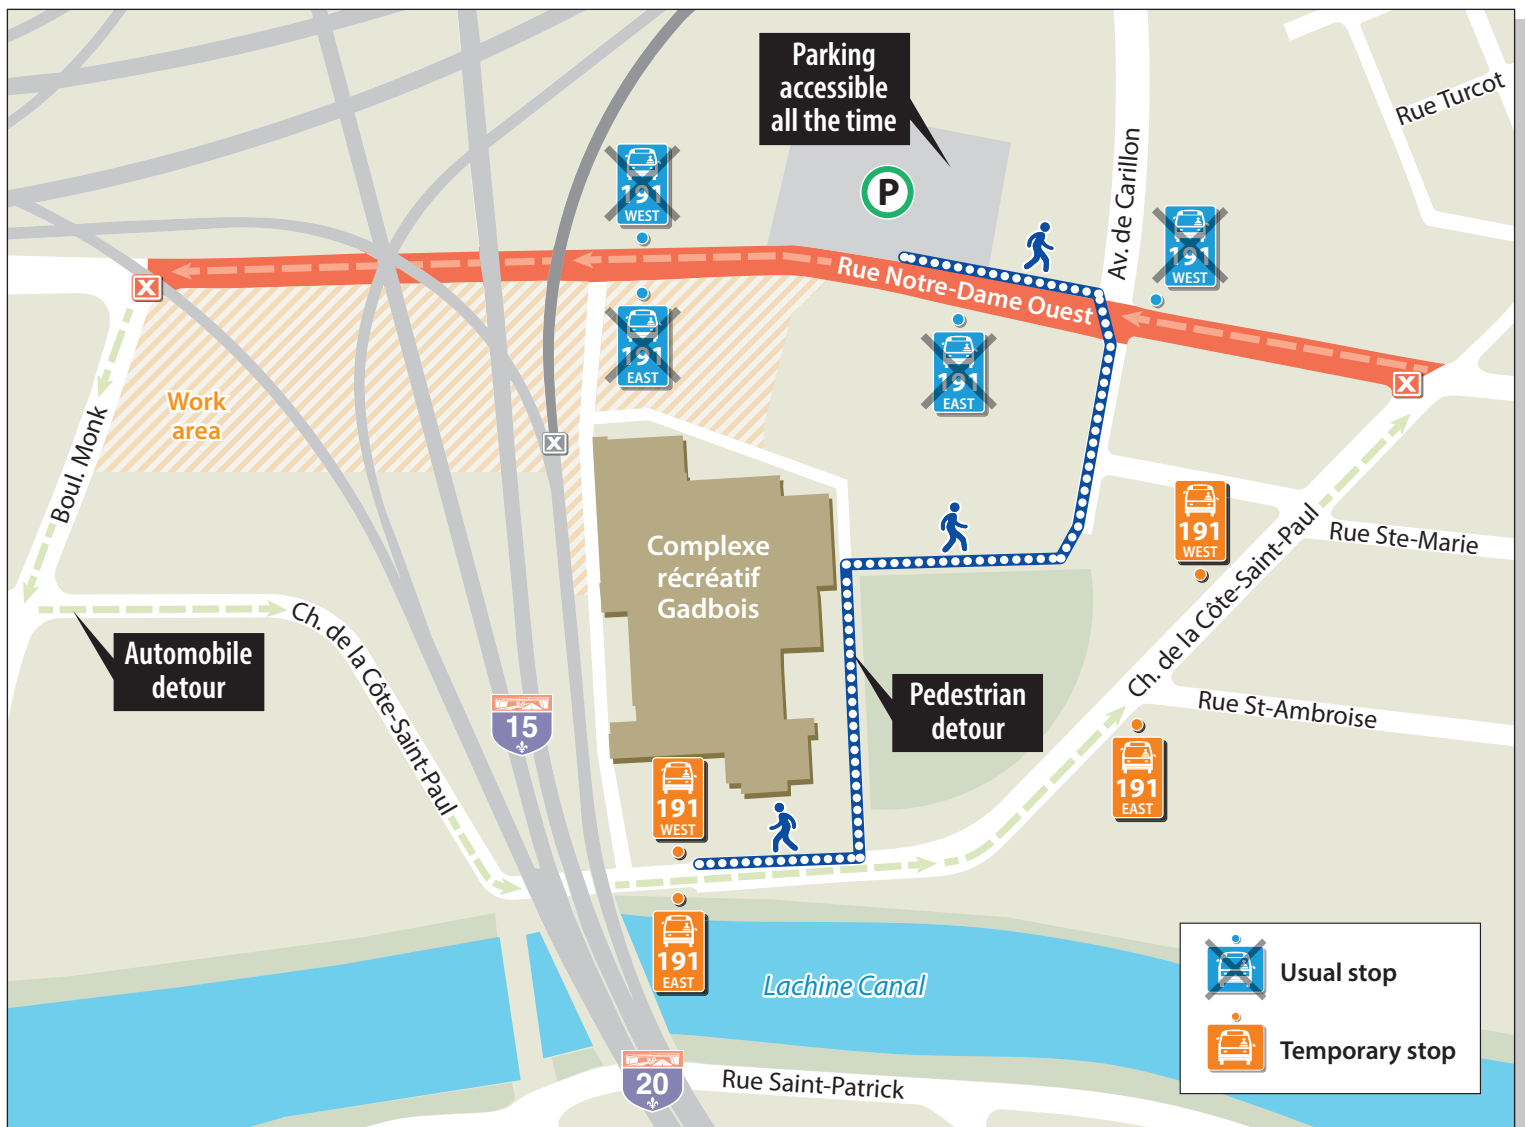 Parking
accessible
all the time
P
Rue Turcot
Av. de Carillon
191
WEST
191
WEST
Rue Notre-Dame Ouest
X
191
EAST
191
EAST
X
Work
area
Boul. Monk
X
191
WEST
Rue Ste-Marie
Complexe
récréatif
Gadbois
Ch. de la Côte-Saint-Paul
Ch. de la Côte-Saint-Paul
Automobile
detour
Pedestrian
detour
Rue St-Ambroise
15
191
WEST
191
EAST
191
EAST
Lachine Canal
Usual stop
Temporary stop
20
Rue Saint-Patrick